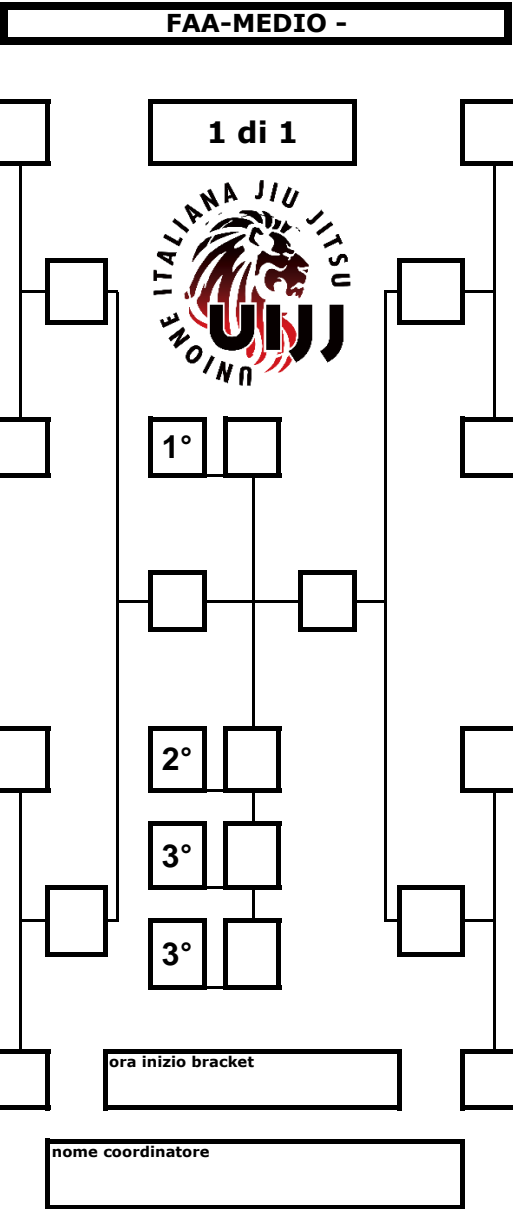 FAA-MEDIO -
1 di 1
UNIONE ITALIANA JIU JITSU
UIJJ
1°
2°
3°
3°
ora inizio bracket
nome coordinatore